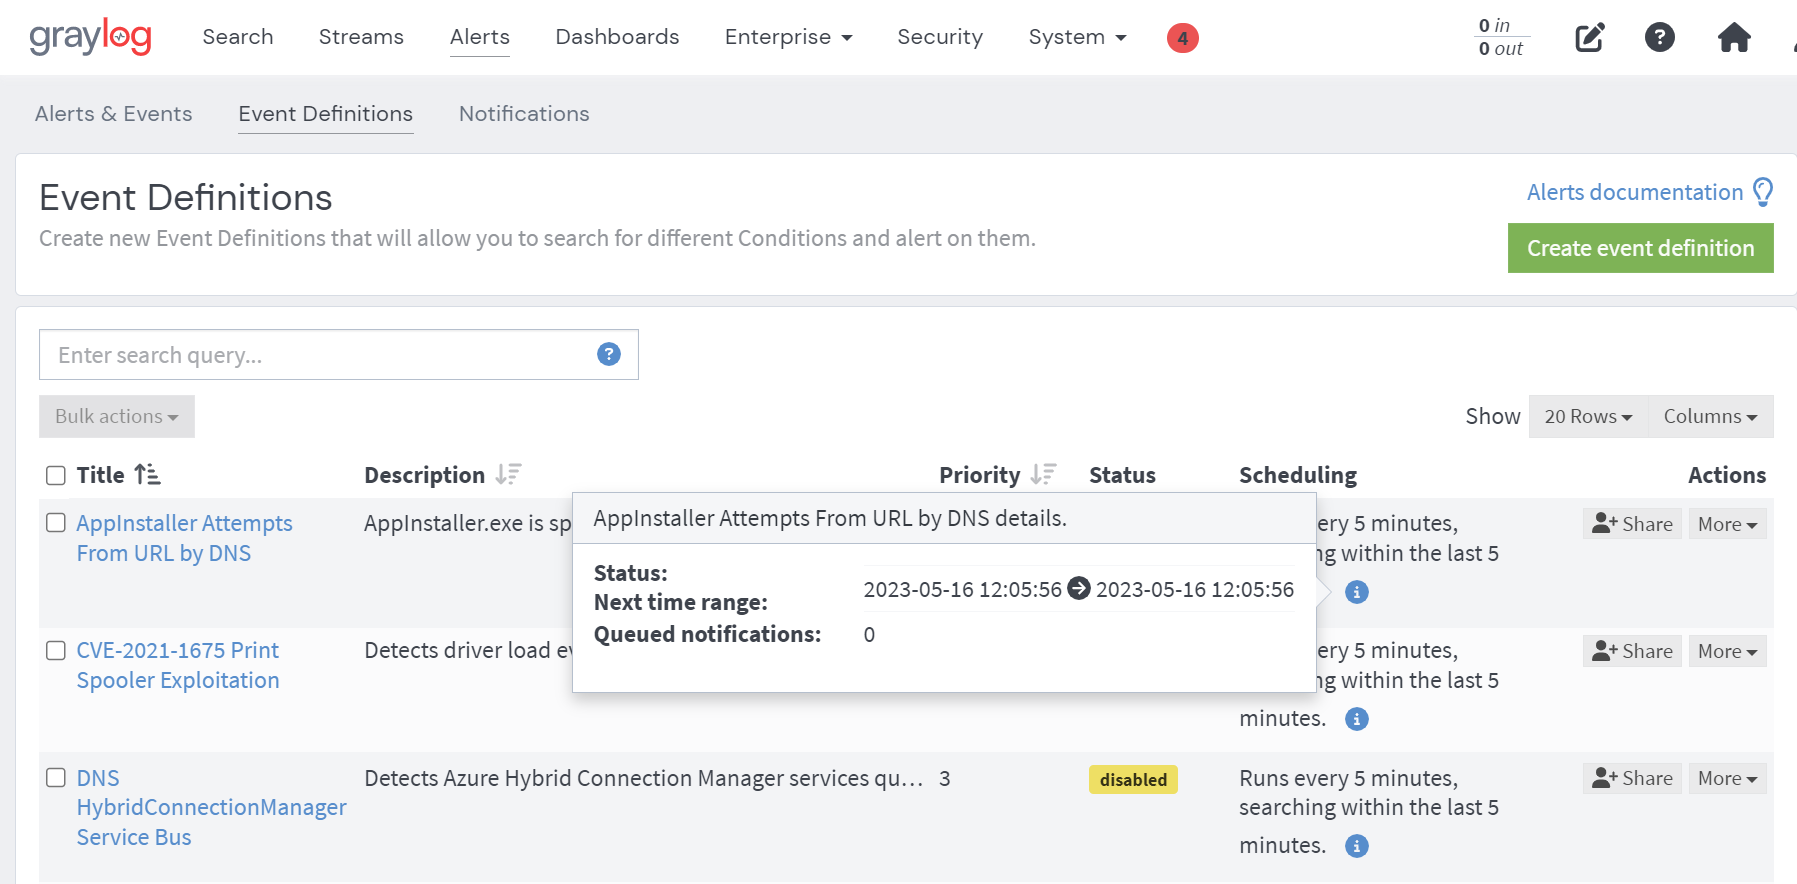 graylog Search Streams Alerts Dashboards Enterprise Security System 4 0 in
0 out
Alerts & Events Event Definitions Notifications
Event Definitions
Alerts documentation
Create new Event Definitions that will allow you to search for different Conditions and alert on them.
Create event definition
Enter search query...
Bulk actions Show 20 Rows Columns
Title Description Priority Status Scheduling Actions
AppInstaller Attempts
From URL by DNS
AppInstaller.exe is
AppInstaller Attempts From URL by DNS details.
Status:
Next time range: 2023-05-16 12:05:56 2023-05-16 12:05:56
Queued notifications: 0
5 minutes,
within the last 5
Share More
CVE-2021-1675 Print
Spooler Exploitation
Detects driver load
5 minutes,
within the last 5
minutes.
Share More
DNS
HybridConnectionManager
Service Bus
Detects Azure Hybrid Connection Manager services qu… 3 disabled
Runs every 5 minutes,
searching within the last 5
minutes.
Share More